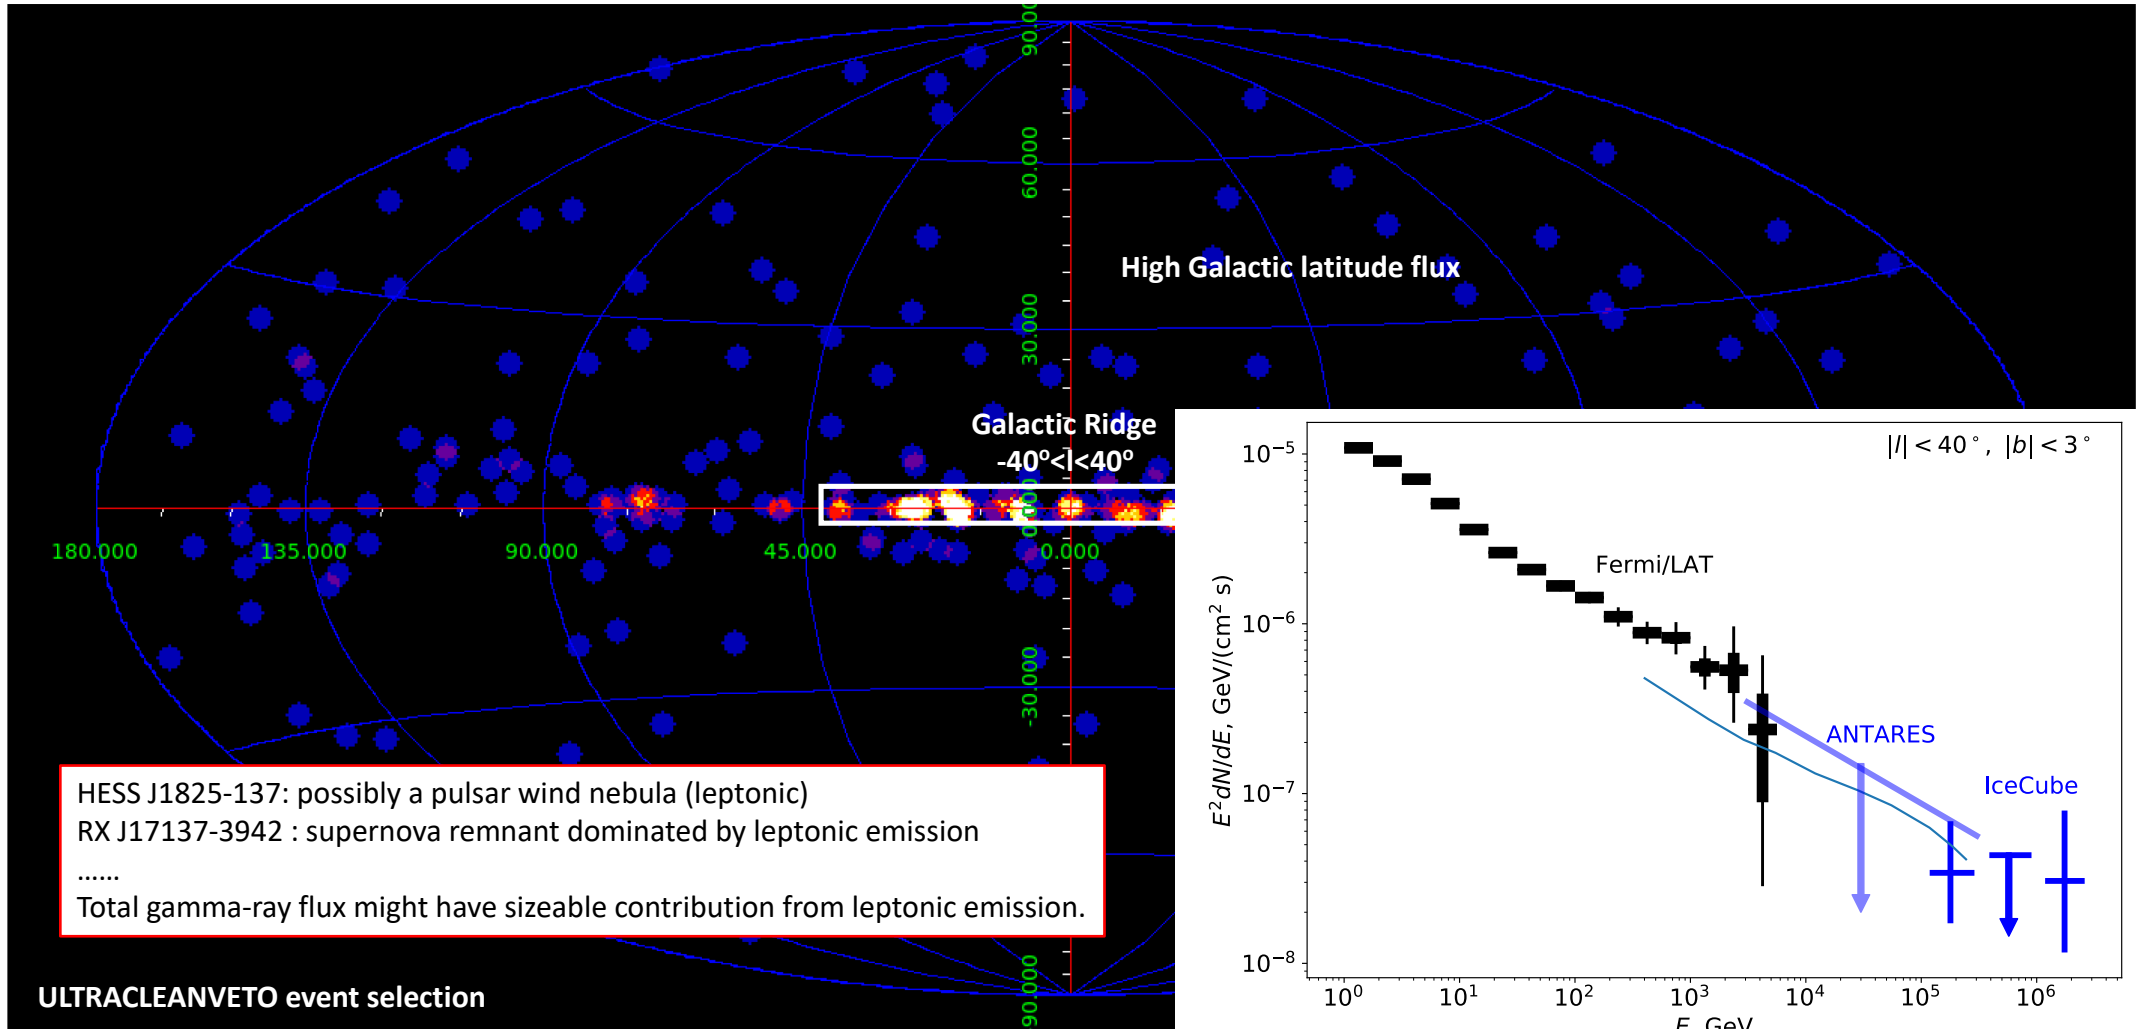 90.00
60.000
High Galactic latitude flux
30.000
Galactic Ridge
-40º<l<40º
180.000
135.000
90.000
45.000
0.000
-30.000
90.000
HESS J1825-137: possibly a pulsar wind nebula (leptonic)
RX J17137-3942 : supernova remnant dominated by leptonic emission
......
Total gamma-ray flux might have sizeable contribution from leptonic emission.
ULTRACLEANVETO event selection
|l| < 40°, |b| < 3°
Fermi/LAT
ANTARES
IceCube
E²dN/dE, GeV/(cm² s)
10⁻⁵
10⁻⁶
10⁻⁷
10⁻⁸
10⁰ 10¹ 10² 10³ 10⁴ 10⁵ 10⁶
E, GeV